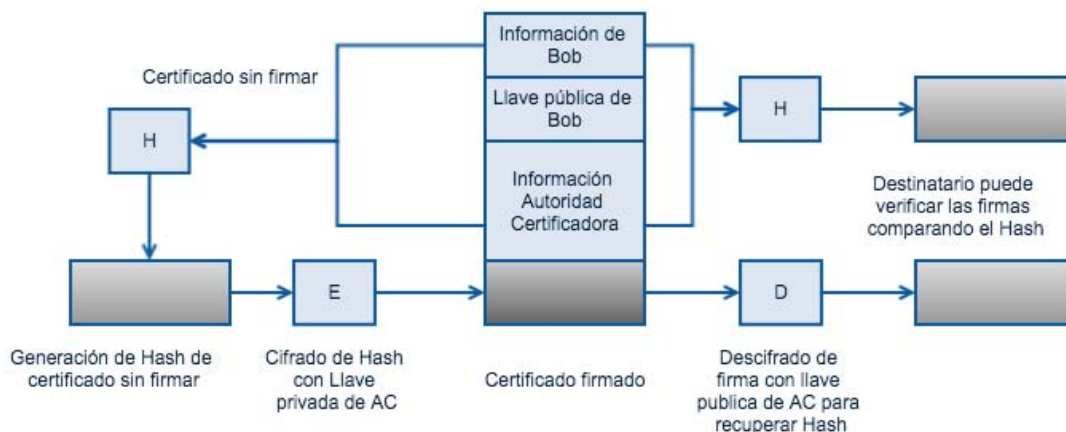 Información de
Bob
Certificado sin firmar
Llave pública de
Bob
H
H
Información
Autoridad
Certificadora
Destinatario puede
verificar las firmas
comparando el Hash
E
D
Generación de Hash de
certificado sin firmar
Cifrado de Hash
con Llave
privada de AC
Certificado firmado
Descifrado de
firma con llave
publica de AC para
recuperar Hash